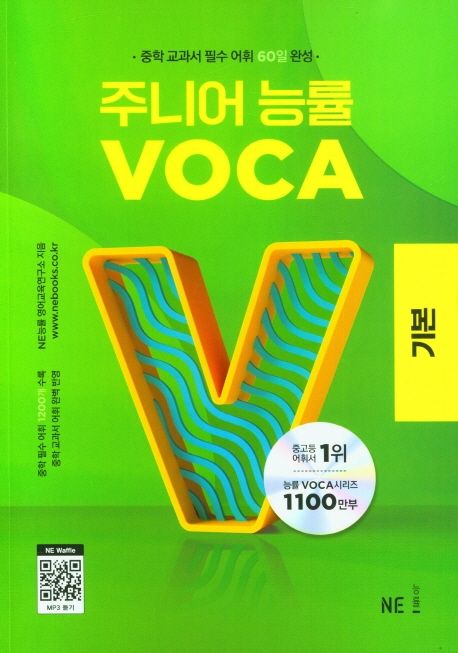 · 중학 교과서 필수 어휘 60일 완성 ·
주니어 능률
VOCA
기본
NE능률 영어교육연구소 지음
www.nebooks.co.kr
중학 필수 어휘 1200개 수록
중학 교과서 어휘 완벽 반영
중고등
어휘서 1위
능률 VOCA시리즈
1100만부
NE Waffle
MP3 듣기
NE 능률